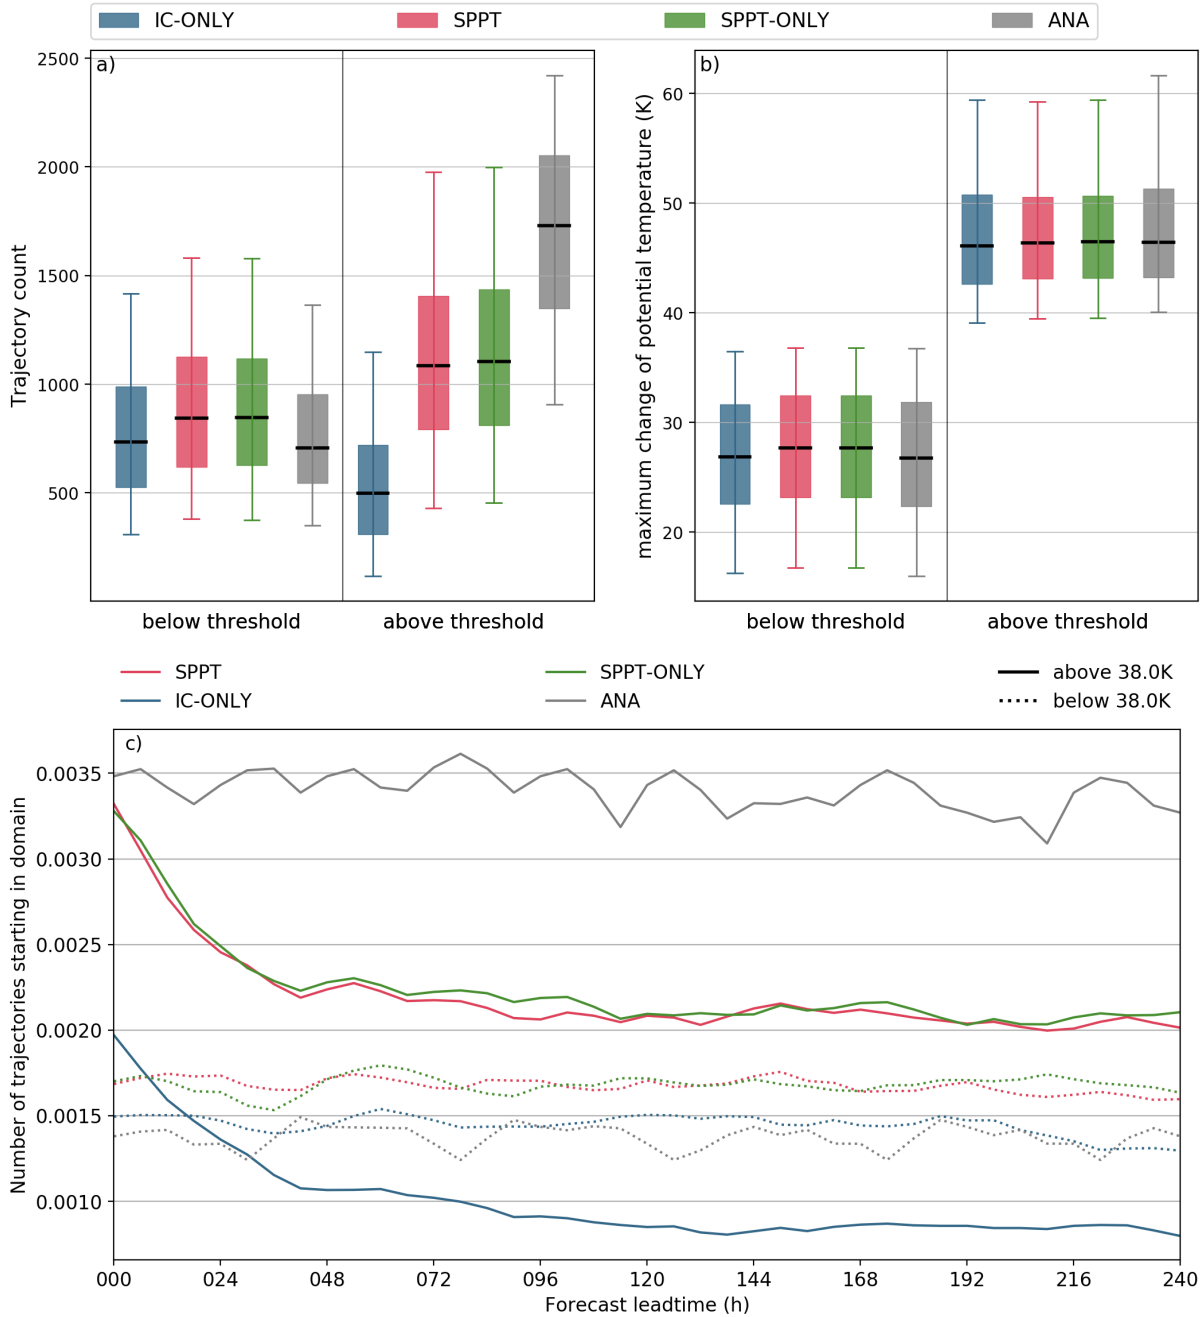 IC-ONLY SPPT SPPT-ONLY ANA
a)
Trajectory count
2500
2000
1500
1000
500
below threshold above threshold
b)
maximum change of potential temperature (K)
60
50
40
30
20
below threshold above threshold
SPPT SPPT-ONLY above 38.0K
IC-ONLY ANA below 38.0K
c)
Number of trajectories starting in domain
0.0035
0.0030
0.0025
0.0020
0.0015
0.0010
000 024 048 072 096 120 144 168 192 216 240
Forecast leadtime (h)